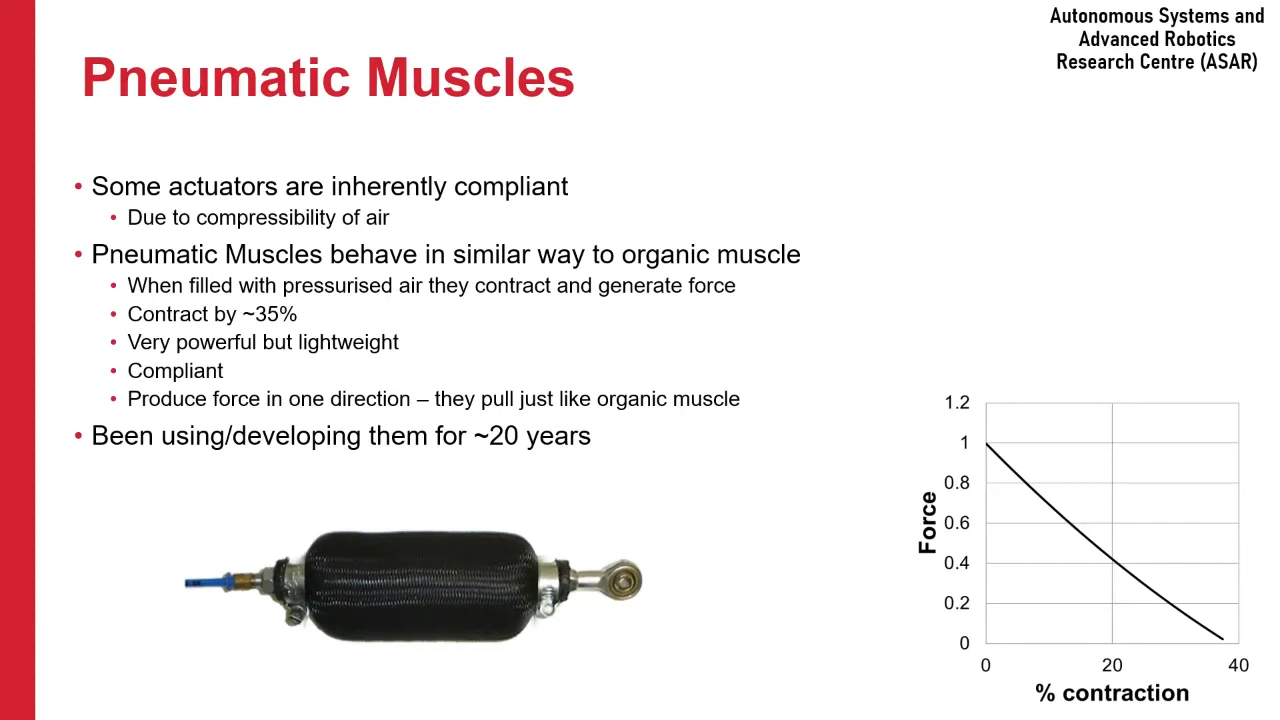 Autonomous Systems and
Advanced Robotics
Research Centre (ASAR)
Pneumatic Muscles
• Some actuators are inherently compliant
• Due to compressibility of air
• Pneumatic Muscles behave in similar way to organic muscle
• When filled with pressurised air they contract and generate force
• Contract by ~35%
• Very powerful but lightweight
• Compliant
• Produce force in one direction – they pull just like organic muscle
• Been using/developing them for ~20 years
Force
1.2
1
0.8
0.6
0.4
0.2
0
0 20 40
% contraction